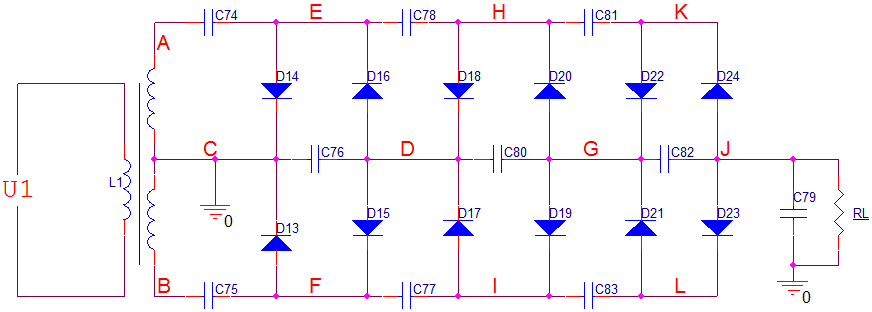 C74 E C78 H C81 K
A
D14 D16 D18 D20 D22 D24
C C76 D C80 G C82 J
L1
U1
C79
RL
0
D13 D15 D17 D19 D21 D23
B C75 F C77 I C83 L
0